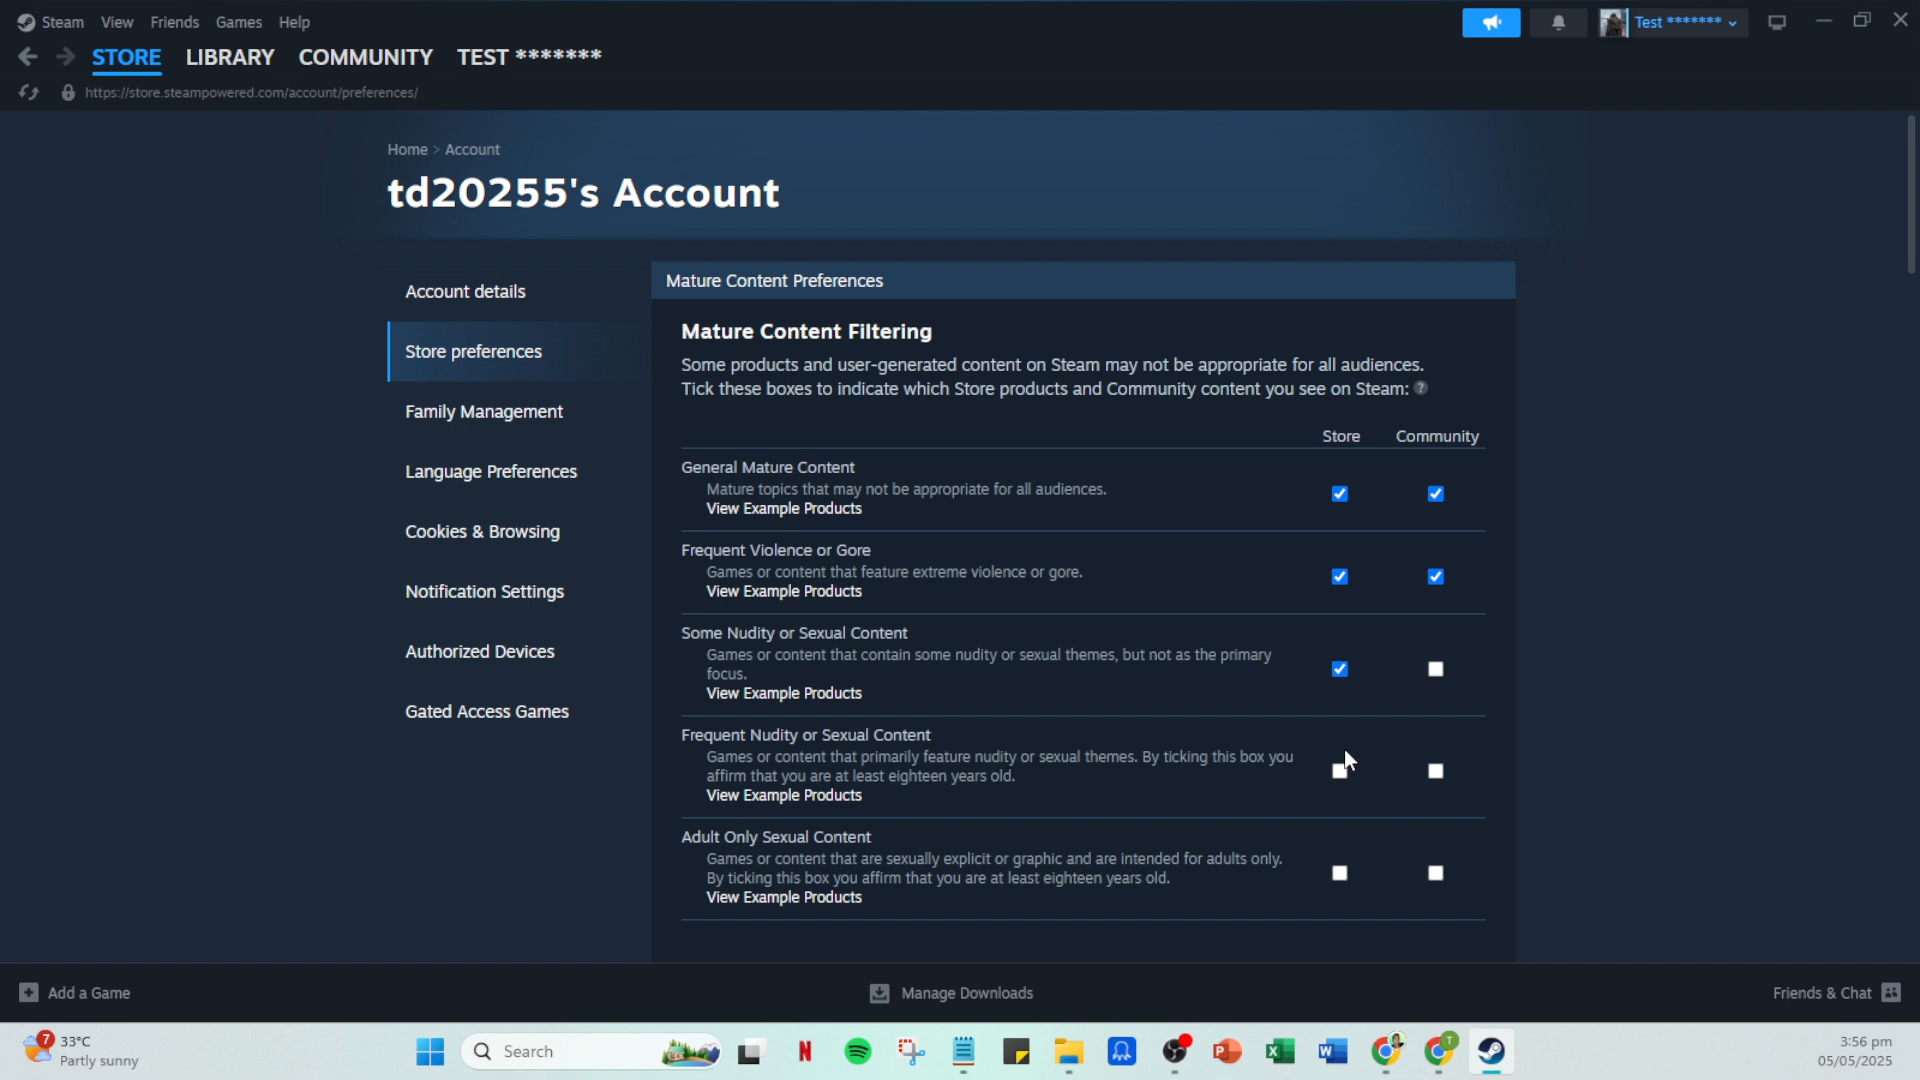 Steam View Friends Games Help
Test *******
STORE LIBRARY COMMUNITY TEST *******
https://store.steampowered.com/account/preferences/
Home > Account
td20255's Account
Account details
Store preferences
Family Management
Language Preferences
Cookies & Browsing
Notification Settings
Authorized Devices
Gated Access Games
Mature Content Preferences
Mature Content Filtering
Some products and user-generated content on Steam may not be appropriate for all audiences.
Tick these boxes to indicate which Store products and Community content you see on Steam: ?
Store Community
General Mature Content
Mature topics that may not be appropriate for all audiences.
View Example Products
Frequent Violence or Gore
Games or content that feature extreme violence or gore.
View Example Products
Some Nudity or Sexual Content
Games or content that contain some nudity or sexual themes, but not as the primary
focus.
View Example Products
Frequent Nudity or Sexual Content
Games or content that primarily feature nudity or sexual themes. By ticking this box you
affirm that you are at least eighteen years old.
View Example Products
Adult Only Sexual Content
Games or content that are sexually explicit or graphic and are intended for adults only.
By ticking this box you affirm that you are at least eighteen years old.
View Example Products
Add a Game
Manage Downloads
Friends & Chat
7
33°C
Partly sunny
Search
N
P
X
W
T
3:56 pm
05/05/2025